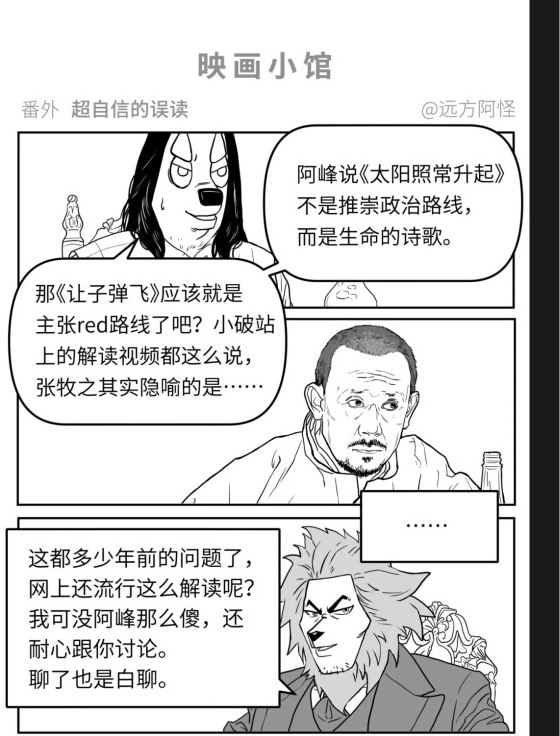 映画小馆
番外 超自信的误读
@远方阿怪
阿峰说《太阳照常升起》
不是推崇政治路线，
而是生命的诗歌。
那《让子弹飞》应该就是
主张red路线了吧？小破站
上的解读视频都这么说，
张牧之其实隐喻的是……
……
这都多少年前的问题了，
网上还流行这么解读呢？
我可没阿峰那么傻，还
耐心跟你讨论。
聊了也是白聊。